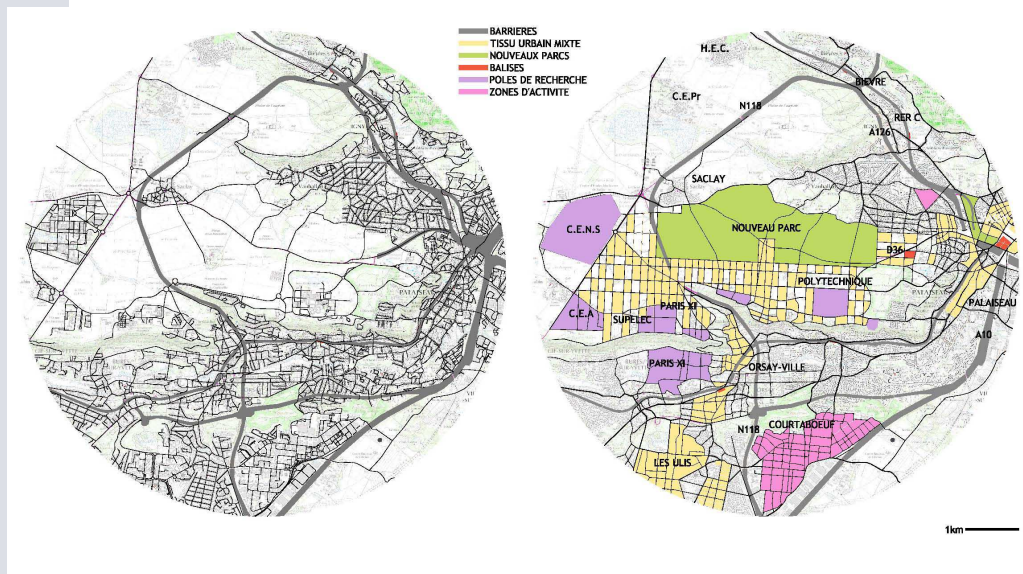 BARRIERES
TISSU URBAIN MIXTE
NOUVEAUX PARCS
BALISES
POLES DE RECHERCHE
ZONES D'ACTIVITE
H.E.C.
BIEVRE
C.E.Pr
N118
RER C
A126
SACLAY
C.E.N.S
NOUVEAU PARC
D36
POLYTECHNIQUE
PALAISEAU
PARIS XI
C.E.A
SUPELEC
A10
PARIS XI
ORSAY-VILLE
COURTABOEUF
N118
LES ULIS
1km
PALAISEAU